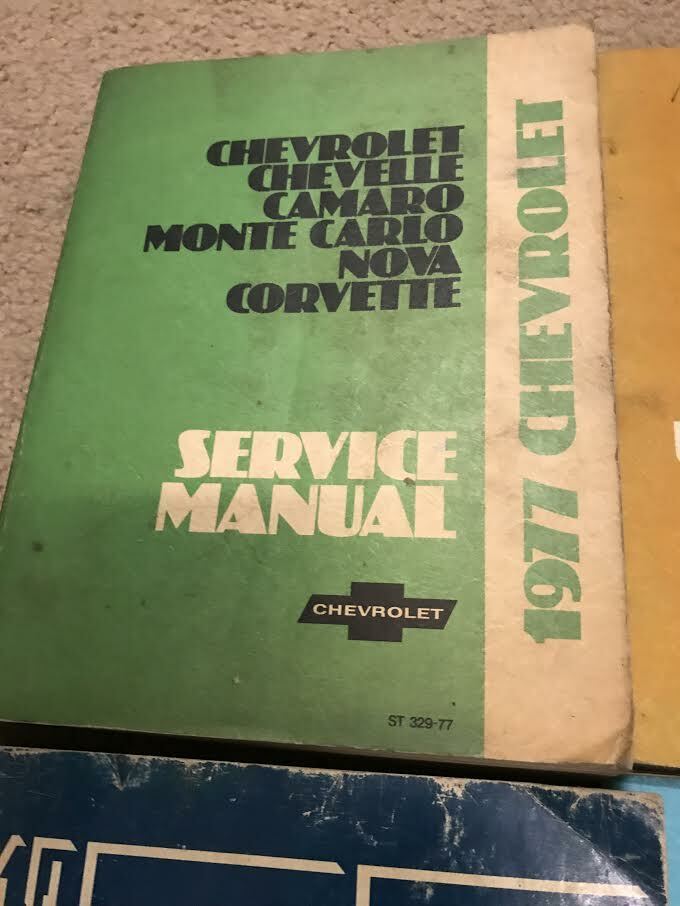 CHEVROLET
CHEVELLE
CAMARO
MONTE CARLO
NOVA
CORVETTE
SERVICE
MANUAL
CHEVROLET
ST 329-77
1977 CHEVROLET